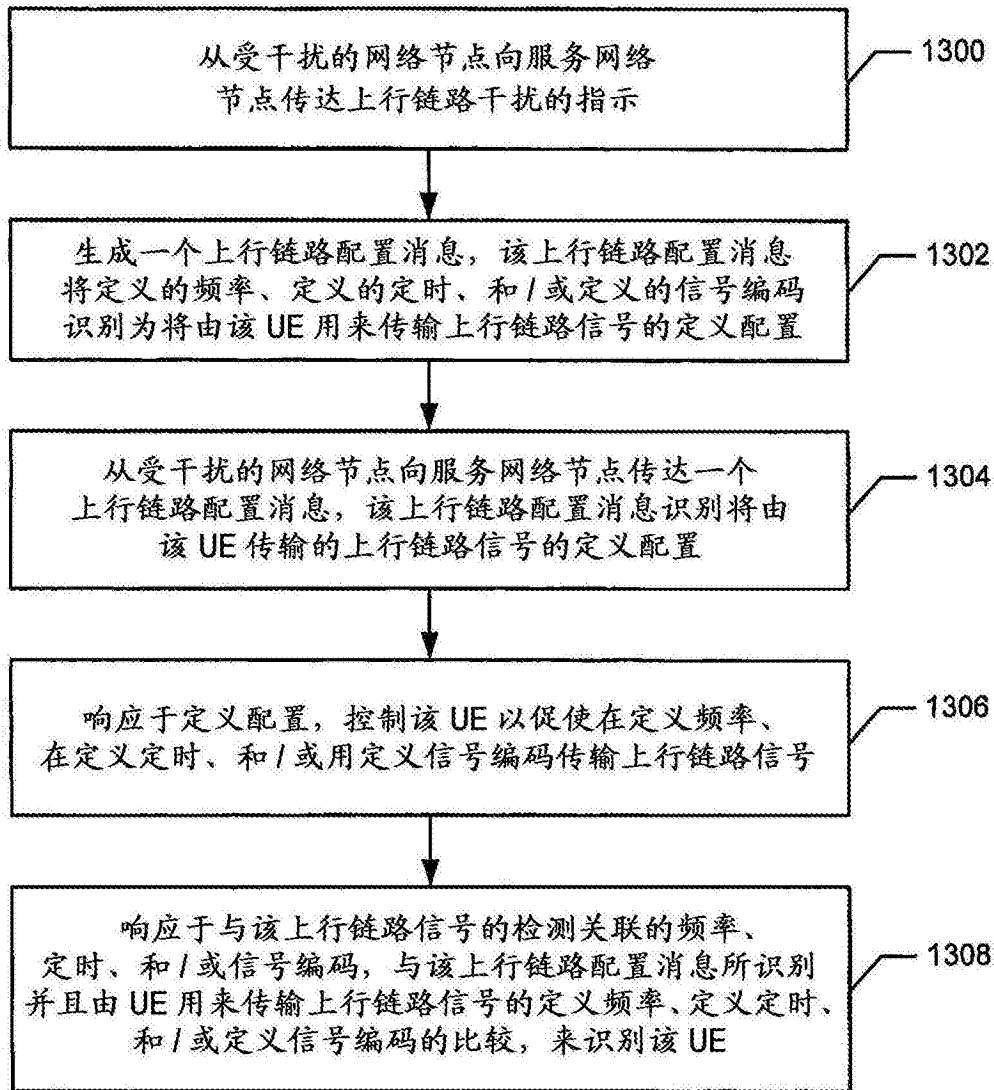 从受干扰的网络节点向服务网络
节点传达上行链路干扰的指示
1300
生成一个上行链路配置消息，该上行链路配置消息
将定义的频率、定义的定时、和/或定义的信号编码
识别为将由该UE用来传输上行链路信号的定义配置
1302
从受干扰的网络节点向服务网络节点传达一个
上行链路配置消息，该上行链路配置消息识别将由
该UE传输的上行链路信号的定义配置
1304
响应于定义配置，控制该UE以促使在定义频率、
在定义定时、和/或用定义信号编码传输上行链路信号
1306
响应于与该上行链路信号的检测关联的频率、
定时、和/或信号编码，与该上行链路配置消息所识别
并且由UE用来传输上行链路信号的定义频率、定义定时、
和/或定义信号编码的比较，来识别该UE
1308